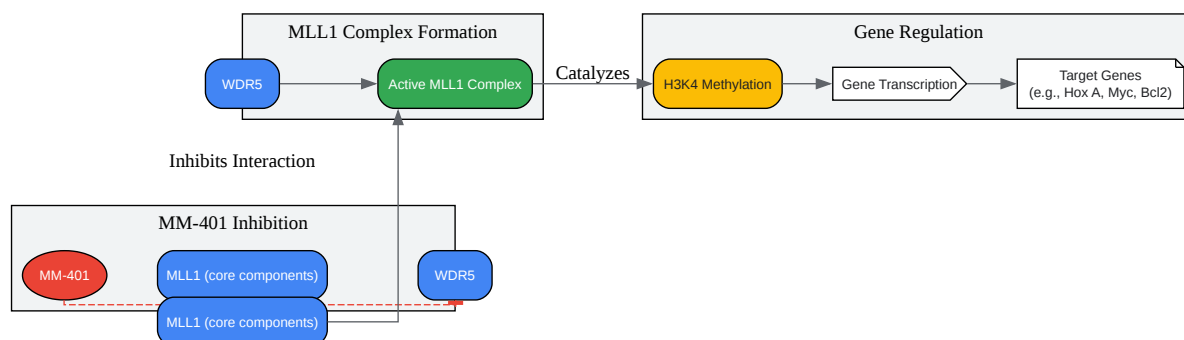 MLL1 Complex Formation
Gene Regulation
WDR5
Active MLL1 Complex
Catalyzes
H3K4 Methylation
Gene Transcription
Target Genes
(e.g., Hox A, Myc, Bcl2)
Inhibits Interaction
MM-401 Inhibition
MM-401
MLL1 (core components)
WDR5
MLL1 (core components)